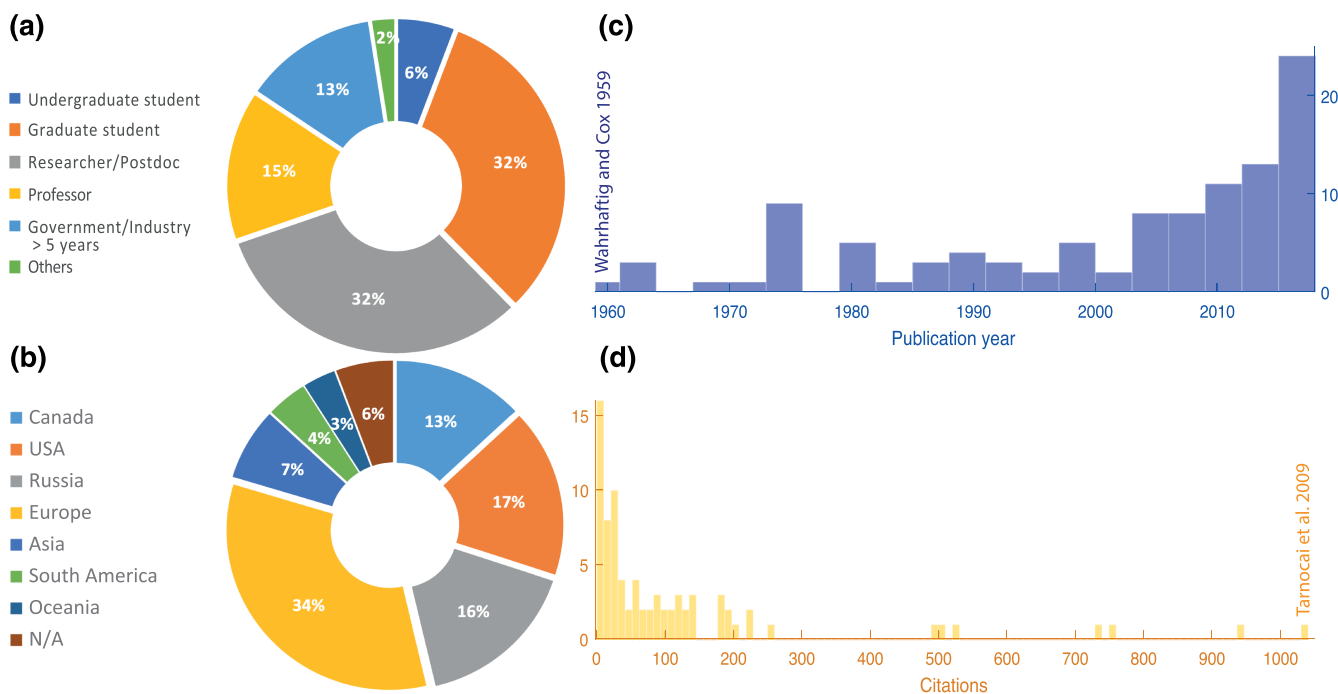 (a)
Undergraduate student
Graduate student
Researcher/Postdoc
Professor
Government/Industry
> 5 years
Others
2%
6%
13%
32%
15%
32%
(b)
Canada
USA
Russia
Europe
Asia
South America
Oceania
N/A
6%
13%
3%
4%
7%
17%
34%
16%
(c)
Wahrhaftig and Cox 1959
20
10
0
1960 1970 1980 1990 2000 2010
Publication year
(d)
15
10
5
0
Tarnocai et al. 2009
0 100 200 300 400 500 600 700 800 900 1000
Citations